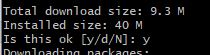 Total download size: 9.3 M
Installed size: 40 M
Is this ok [y/d/N]: y
Downloading packages: